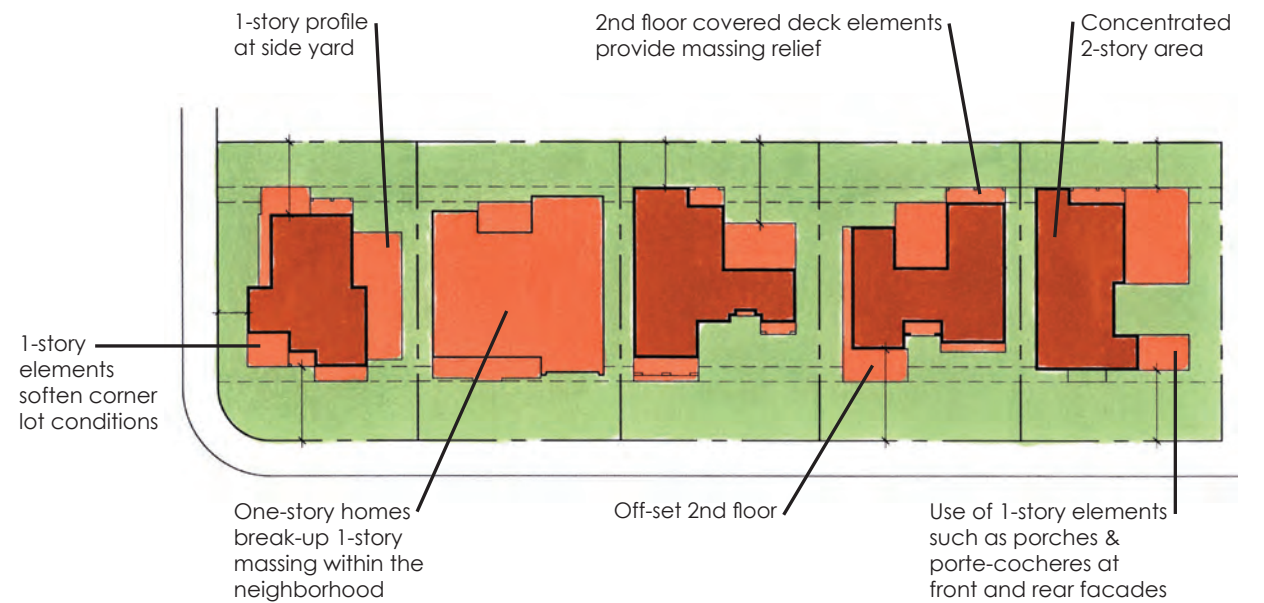 1-story profile
at side yard
2nd floor covered deck elements
provide massing relief
Concentrated
2-story area
1-story
elements
soften corner
lot conditions
One-story homes
break-up 1-story
massing within the
neighborhood
Off-set 2nd floor
Use of 1-story elements
such as porches &
porte-cocheres at
front and rear facades